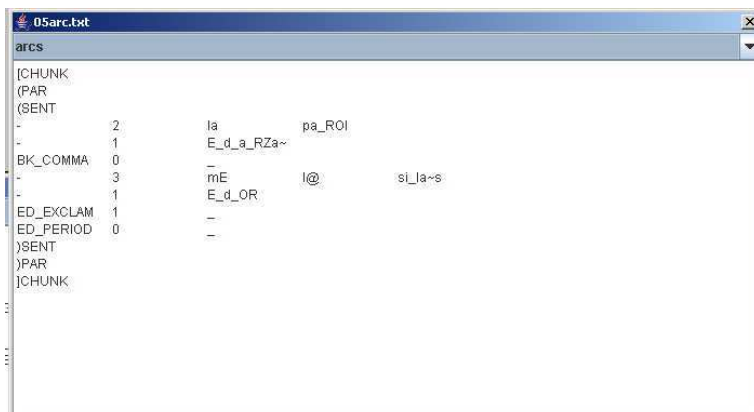 05arc.txt
arcs
[CHUNK
(PAR
(SENT
- 2 la pa_ROl
- 1 E_d_a_RZa~
BK_COMMA 0 _
- 3 mE l@ si_la~s
- 1 E_d_OR
ED_EXCLAM 1 _
ED_PERIOD 0 _
)SENT
)PAR
]CHUNK